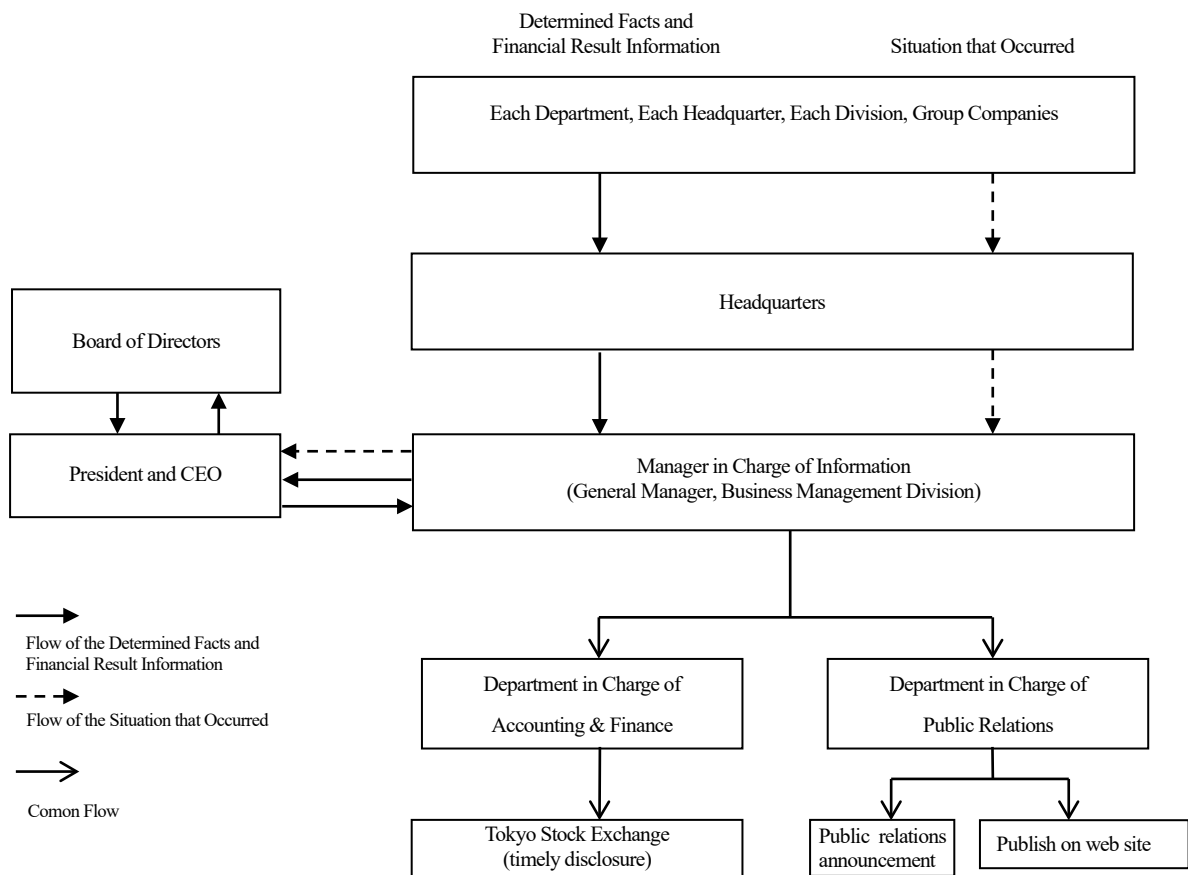 Determined Facts and
Financial Result Information
Situation that Occurred
Each Department, Each Headquarter, Each Division, Group Companies
Headquarters
Board of Directors
President and CEO
Manager in Charge of Information
(General Manager, Business Management Division)
Flow of the Determined Facts and
Financial Result Information
Flow of the Situation that Occurred
Comon Flow
Department in Charge of
Accounting & Finance
Department in Charge of
Public Relations
Tokyo Stock Exchange
(timely disclosure)
Public relations
announcement
Publish on web site